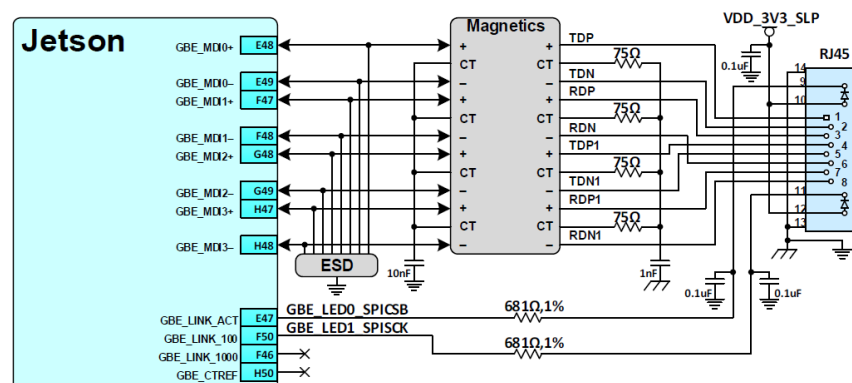 Jetson
Magnetics
VDD_3V3_SLP
RJ45
GBE_MDI0+ E48
GBE_MDI0– E49
GBE_MDI1+ F47
GBE_MDI1– F48
GBE_MDI2+ G48
GBE_MDI2– G49
GBE_MDI3+ H47
GBE_MDI3– H48
ESD
10nF
+ + TDP
CT CT 75Ω
– – TDN
+ + RDP
CT CT 75Ω
– – RDN
+ + TDP1
CT CT 75Ω
– – TDN1
+ + RDP1
CT CT 75Ω
– – RDN1
1nF
0.1uF
14
9
10
1
2
3
4
5
6
7
8
11
12
13
0.1uF
0.1uF
GBE_LINK_ACT E47 GBE_LED0_SPICSB 681Ω,1%
GBE_LINK_100 F50 GBE_LED1_SPISCK 681Ω,1%
GBE_LINK_1000 F46
GBE_CTREF H50